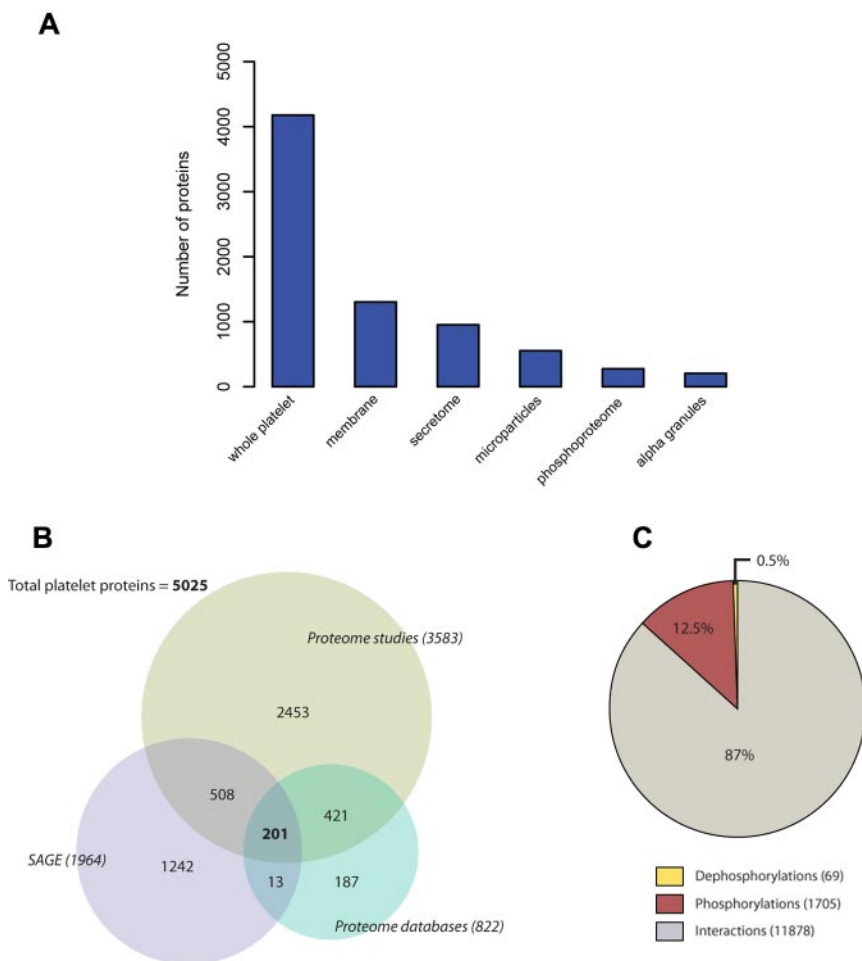 A
Number of proteins
5000
4000
3000
2000
1000
0
whole platelet
membrane
secretome
microparticles
phosphoproteome
alpha granules
B
Total platelet proteins = 5025
Proteome studies (3583)
2453
508
421
201
SAGE (1964)
1242
13
187
Proteome databases (822)
C
0.5%
12.5%
87%
Dephosphorylations (69)
Phosphorylations (1705)
Interactions (11878)